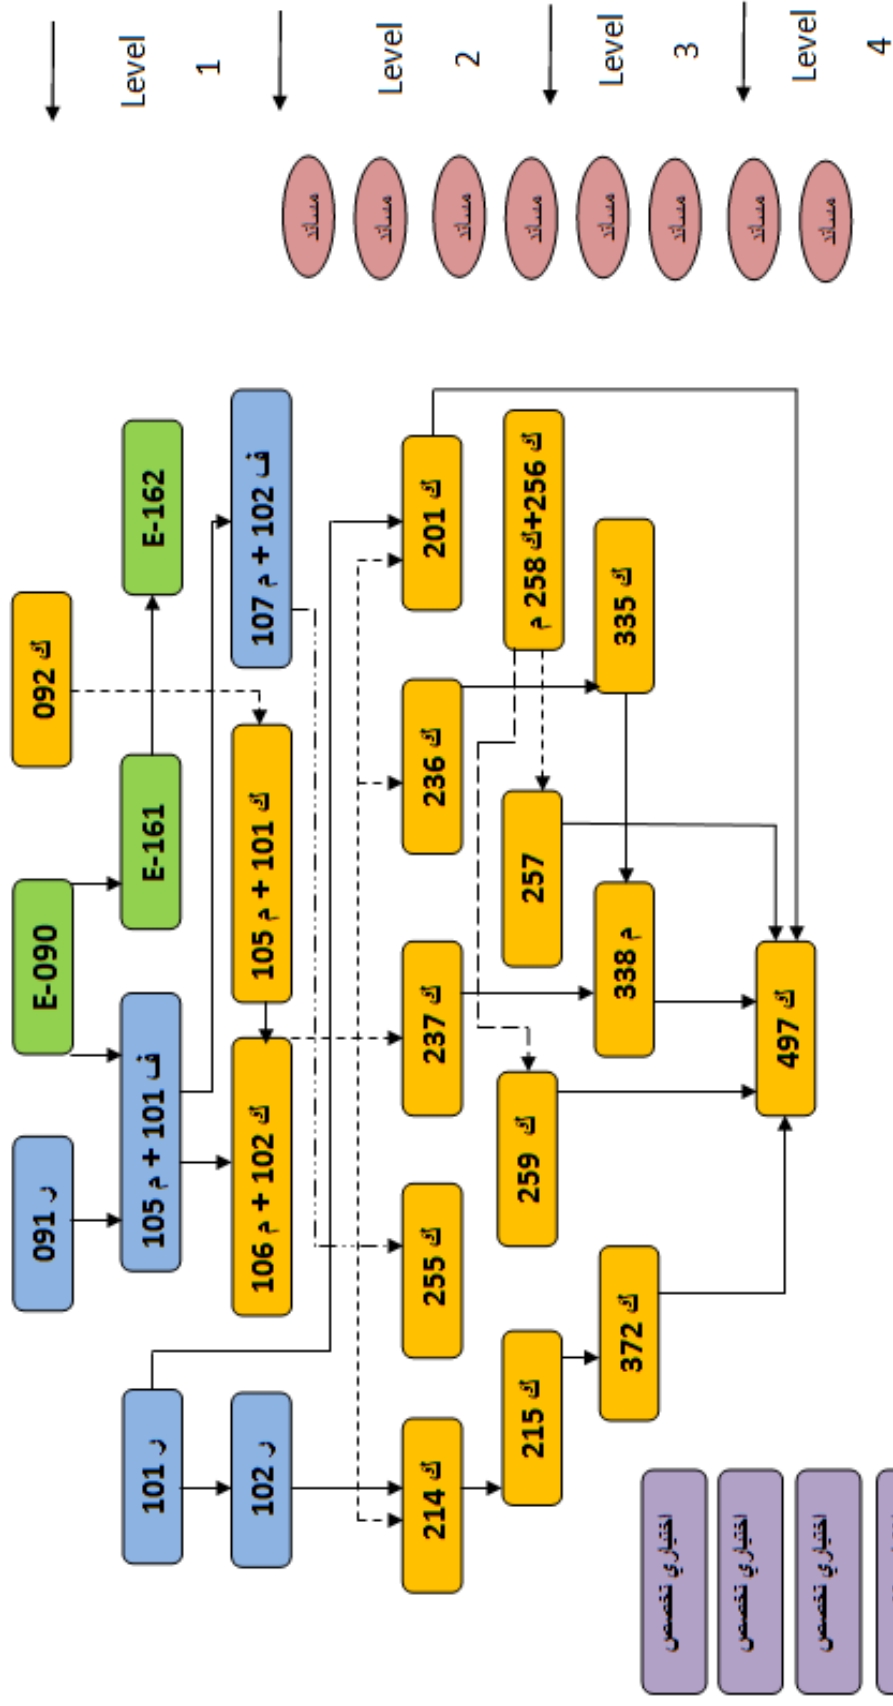 Level
1
ر 091
E-090
ك 092
ر 101
ف 101 + م 105
E-161
E-162
ر 102
ك 102 + م 106
ك 101 + م 105
ف 102 + م 107
Level
2
مساند
مساند
مساند
مساند
مساند
مساند
مساند
مساند
ك 214
ك 255
ك 237
ك 236
ك 201
ك 215
ك 259
257
ك 256+ك 258 م
Level
3
ك 372
م 338
ك 335
Level
4
ك 497
اختياري تخصص
اختياري تخصص
اختياري تخصص